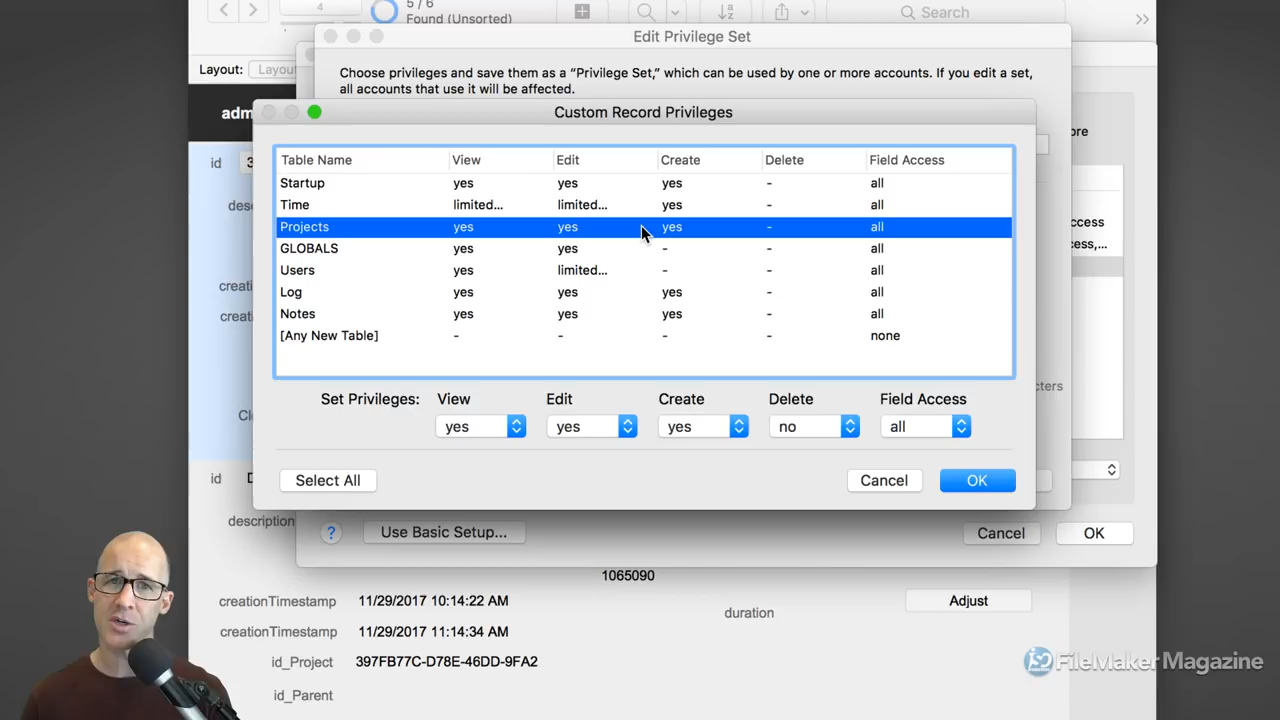 4
5 / 6
Found (Unsorted)
Search
Layout:
Edit Privilege Set
Choose privileges and save them as a “Privilege Set,” which can be used by one or more accounts. If you edit a set,
all accounts that use it will be affected.
Custom Record Privileges
Table Name View Edit Create Delete Field Access
Startup yes yes yes - all
Time limited... limited... yes - all
Projects yes yes yes - all
GLOBALS yes yes - - all
Users yes limited... - - all
Log yes yes yes - all
Notes yes yes yes - all
[Any New Table] - - - - none
Set Privileges: View Edit Create Delete Field Access
yes yes yes no all
Select All Cancel OK
? Use Basic Setup... Cancel OK
id
id
description
1065090
creationTimestamp 11/29/2017 10:14:22 AM
Adjust
duration
creationTimestamp 11/29/2017 11:14:34 AM
id_Project 397FB77C-D78E-46DD-9FA2
id_Parent
FileMaker Magazine